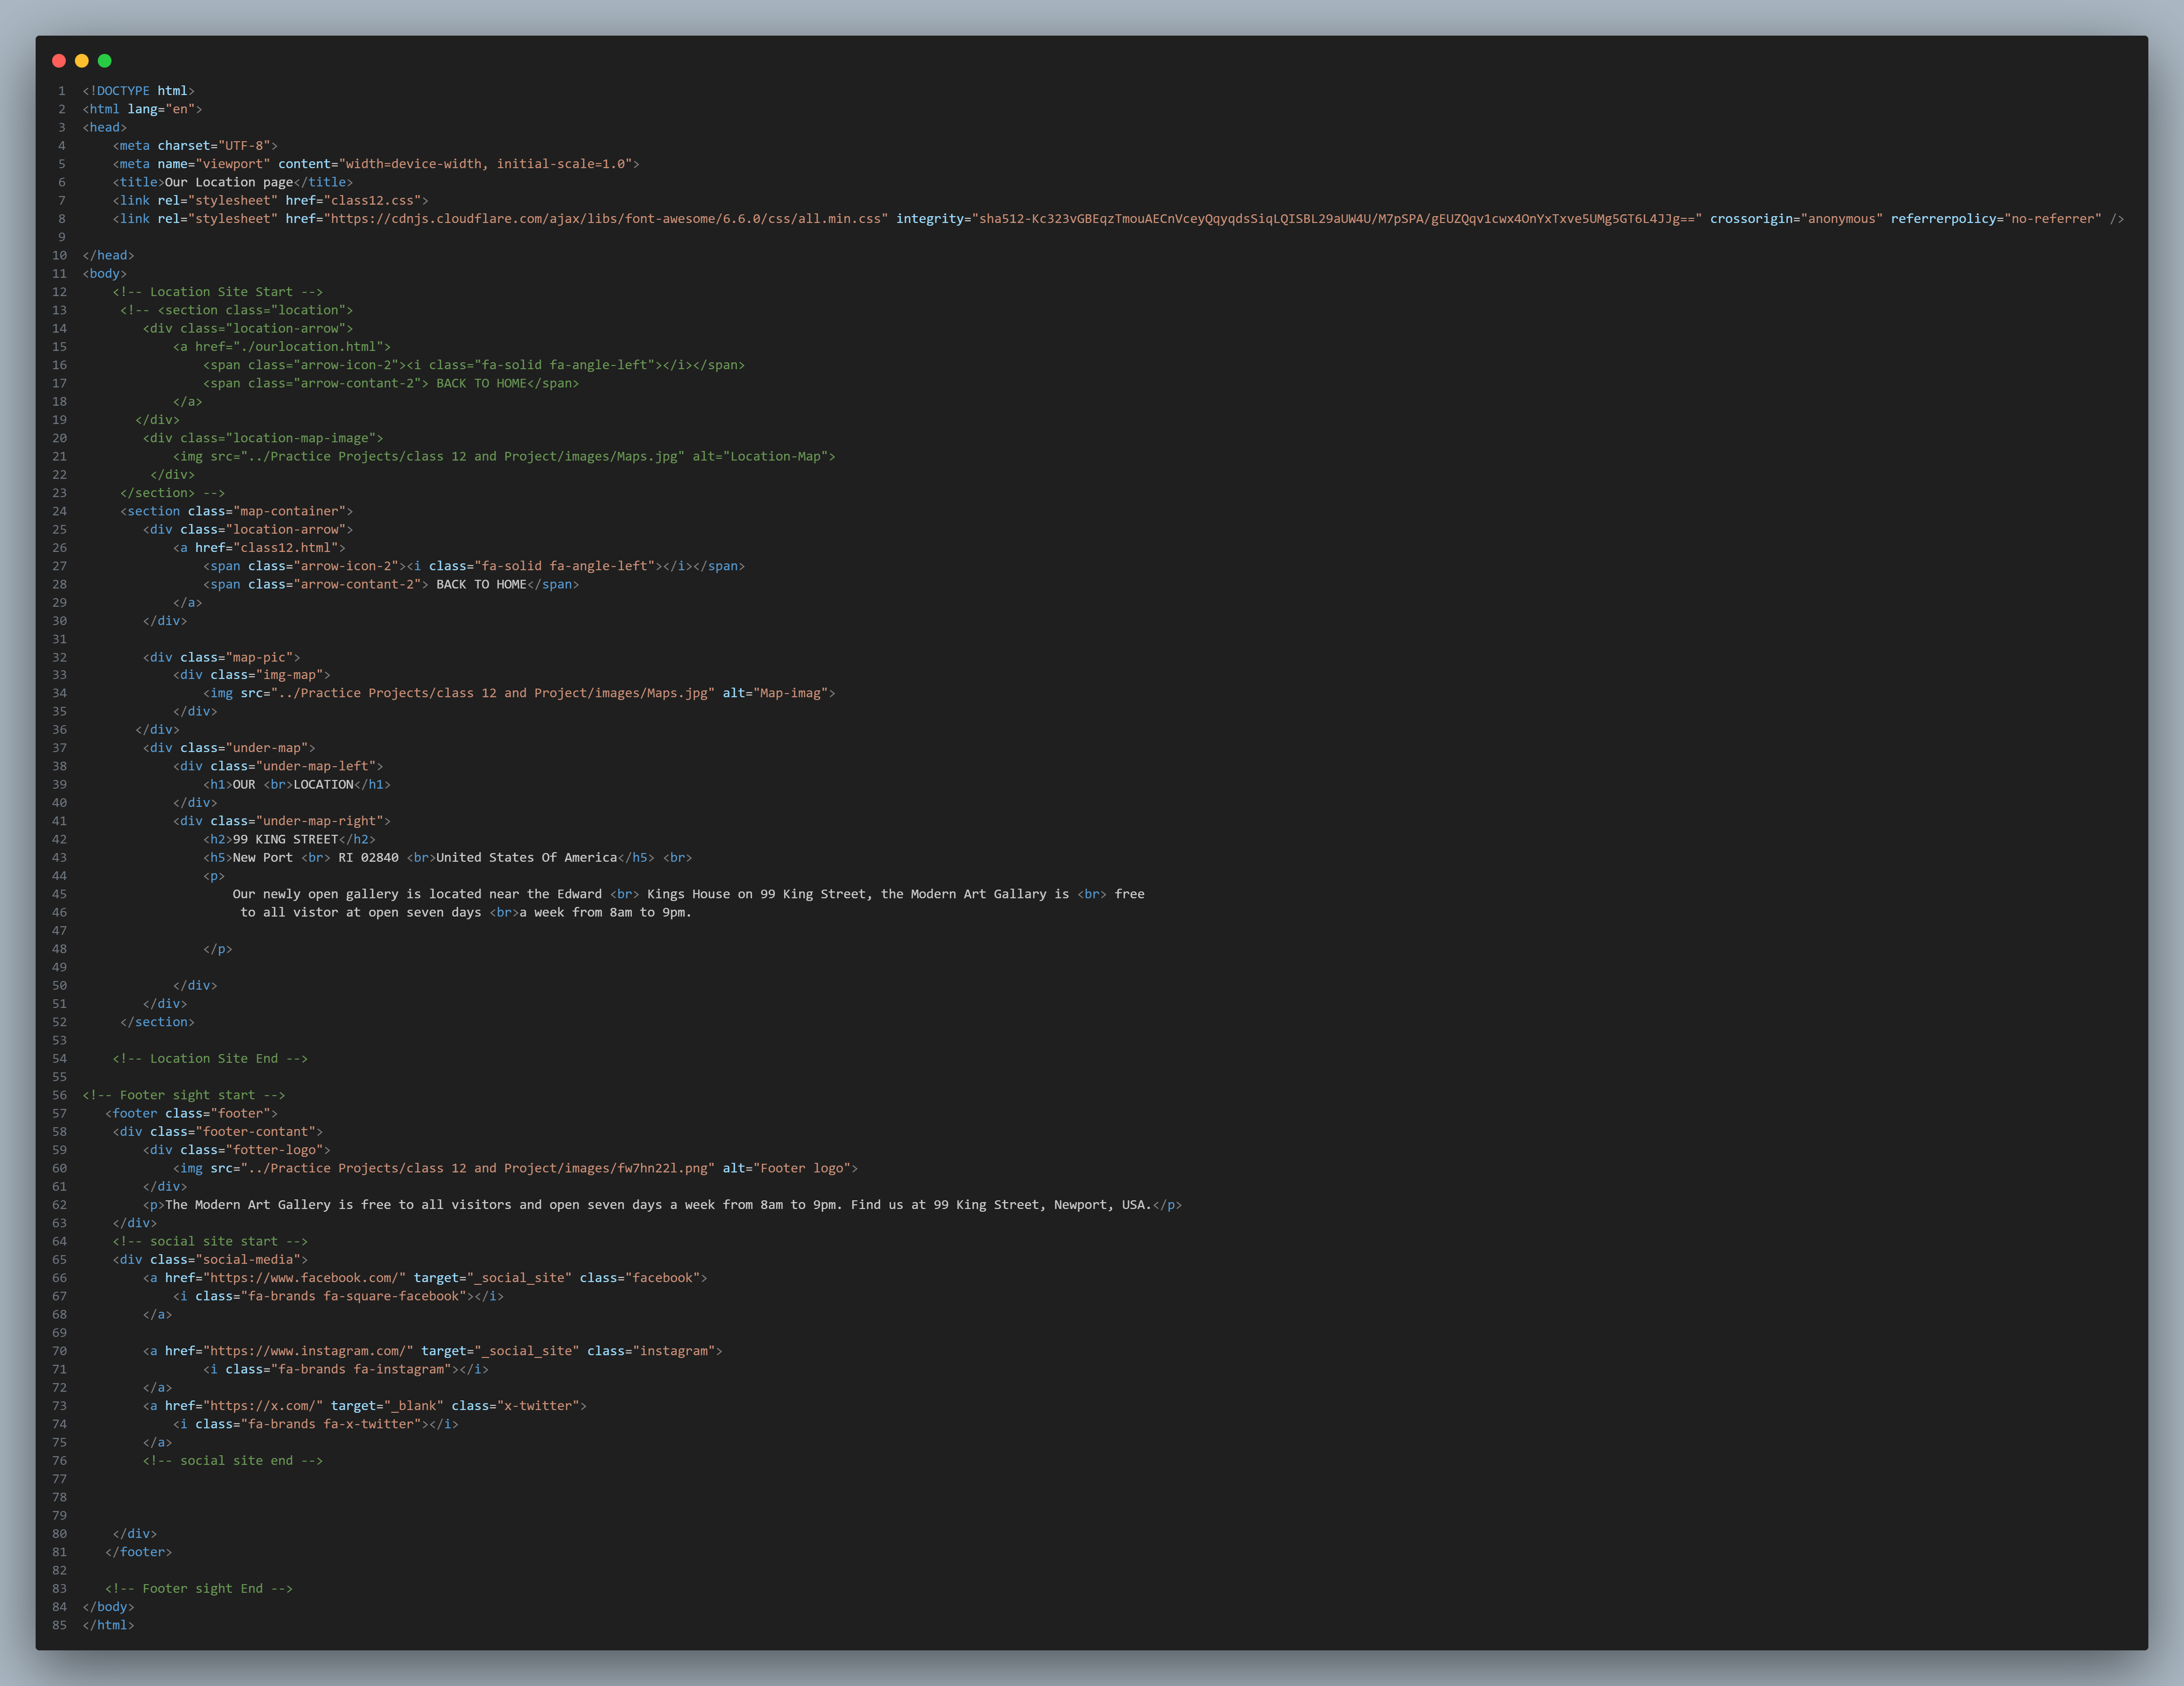 1 <!DOCTYPE html>
2 <html lang="en">
3 <head>
4     <meta charset="UTF-8">
5     <meta name="viewport" content="width=device-width, initial-scale=1.0">
6     <title>Our Location page</title>
7     <link rel="stylesheet" href="class12.css">
8     <link rel="stylesheet" href="https://cdnjs.cloudflare.com/ajax/libs/font-awesome/6.6.0/css/all.min.css" integrity="sha512-Kc323vGBEqzTmouAECnVceyQqyqdsSiqLQISBL29aUW4U/M7pSPA/gEUZQqv1cwx4OnYxTxve5UMg5GT6L4JJg==" crossorigin="anonymous" referrerpolicy="no-referrer" />
9
10 </head>
11 <body>
12     <!-- Location Site Start -->
13      <!-- <section class="location">
14         <div class="location-arrow">
15             <a href="./ourlocation.html">
16                 <span class="arrow-icon-2"><i class="fa-solid fa-angle-left"></i></span>
17                 <span class="arrow-contant-2"> BACK TO HOME</span>
18             </a>
19        </div>
20         <div class="location-map-image">
21             <img src="../Practice Projects/class 12 and Project/images/Maps.jpg" alt="Location-Map">
22          </div>
23      </section> -->
24      <section class="map-container">
25         <div class="location-arrow">
26             <a href="class12.html">
27                 <span class="arrow-icon-2"><i class="fa-solid fa-angle-left"></i></span>
28                 <span class="arrow-contant-2"> BACK TO HOME</span>
29             </a>
30         </div>
31
32         <div class="map-pic">
33             <div class="img-map">
34                 <img src="../Practice Projects/class 12 and Project/images/Maps.jpg" alt="Map-imag">
35             </div>
36        </div>
37         <div class="under-map">
38             <div class="under-map-left">
39                 <h1>OUR <br>LOCATION</h1>
40             </div>
41             <div class="under-map-right">
42                 <h2>99 KING STREET</h2>
43                 <h5>New Port <br> RI 02840 <br>United States Of America</h5> <br>
44                 <p>
45                     Our newly open gallery is located near the Edward <br> Kings House on 99 King Street, the Modern Art Gallary is <br> free
46                      to all vistor at open seven days <br>a week from 8am to 9pm.
47
48                 </p>
49
50             </div>
51         </div>
52      </section>
53
54     <!-- Location Site End -->
55
56 <!-- Footer sight start -->
57    <footer class="footer">
58     <div class="footer-contant">
59         <div class="fotter-logo">
60             <img src="../Practice Projects/class 12 and Project/images/fw7hn22l.png" alt="Footer logo">
61         </div>
62         <p>The Modern Art Gallery is free to all visitors and open seven days a week from 8am to 9pm. Find us at 99 King Street, Newport, USA.</p>
63     </div>
64     <!-- social site start -->
65     <div class="social-media">
66         <a href="https://www.facebook.com/" target="_social_site" class="facebook">
67             <i class="fa-brands fa-square-facebook"></i>
68         </a>
69
70         <a href="https://www.instagram.com/" target="_social_site" class="instagram">
71                 <i class="fa-brands fa-instagram"></i>
72         </a>
73         <a href="https://x.com/" target="_blank" class="x-twitter">
74             <i class="fa-brands fa-x-twitter"></i>
75         </a>
76         <!-- social site end -->
77
78
79
80     </div>
81    </footer>
82
83    <!-- Footer sight End -->
84 </body>
85 </html>